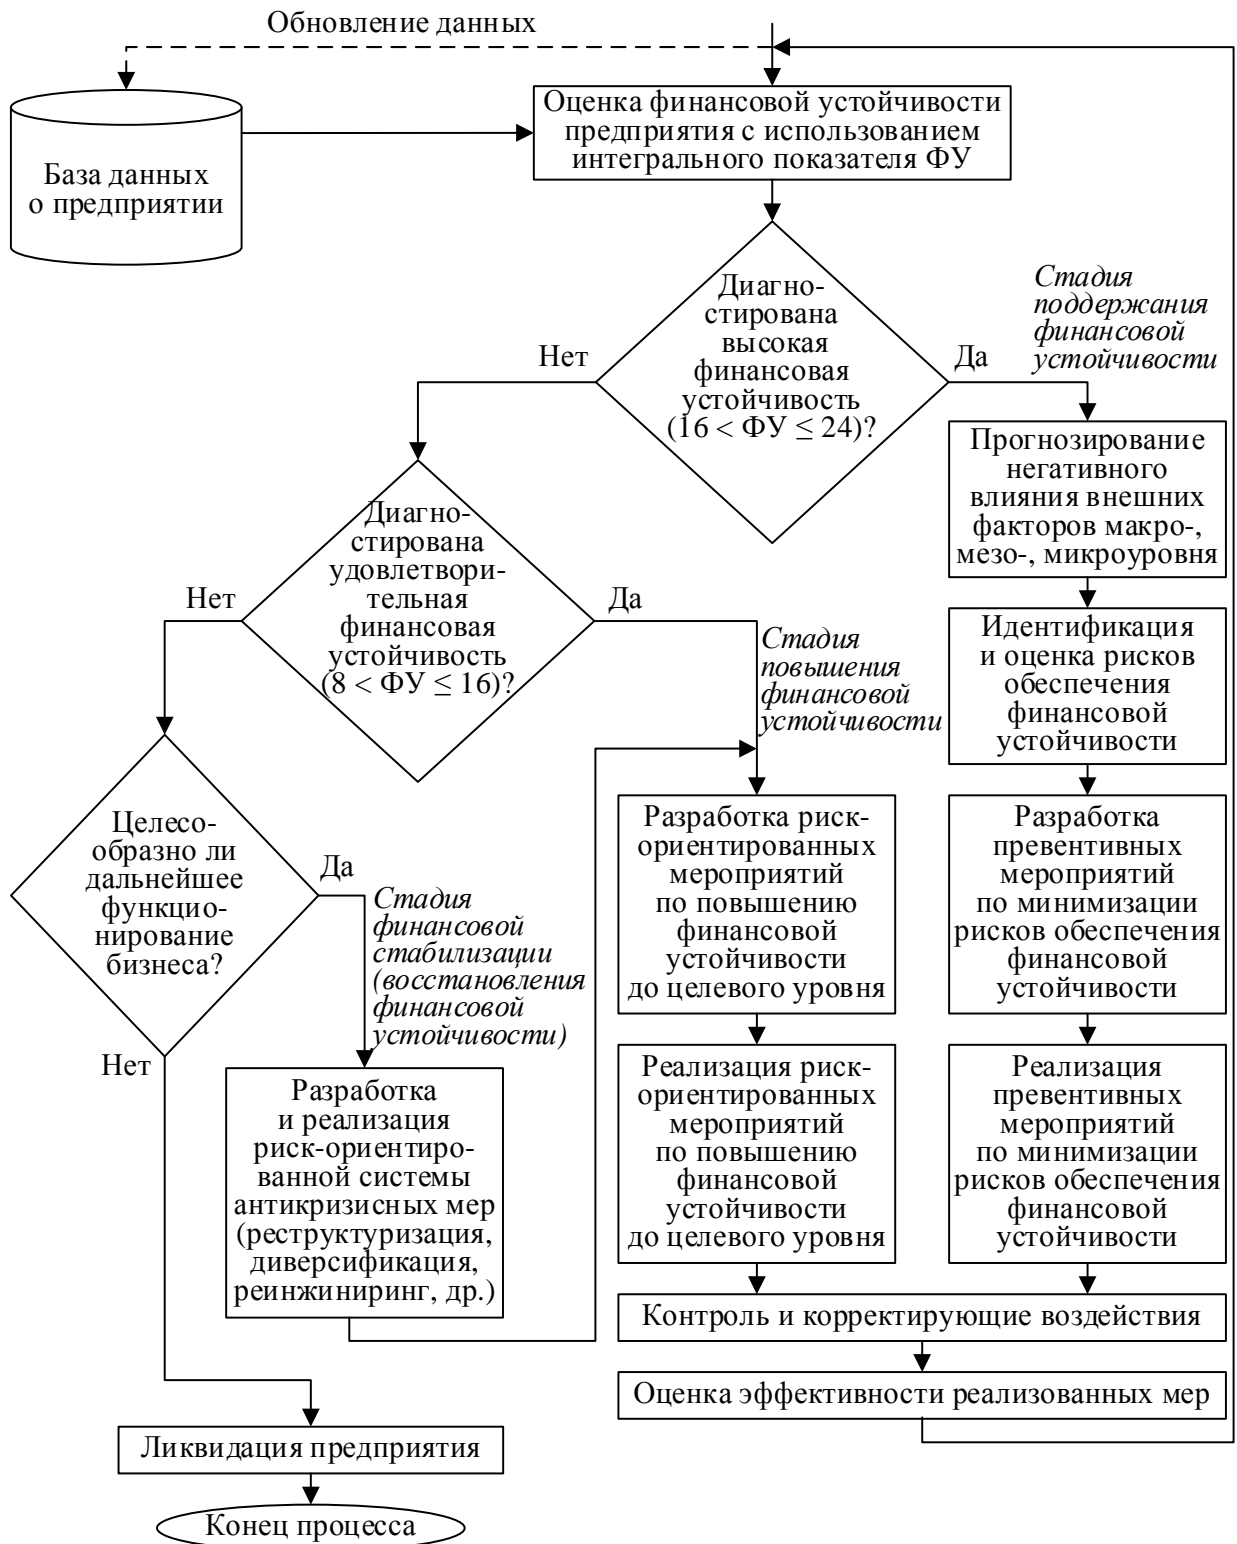 Обновление данных
Оценка финансовой устойчивости
предприятия с использованием
интегрального показателя ФУ
База данных
о предприятии
Диагно-
стирована
высокая
финансовая
устойчивость
(16 < ФУ ≤ 24)?
Нет
Да
Стадия
поддержания
финансовой
устойчивости
Прогнозирование
негативного
влияния внешних
факторов макро-,
мезо-, микроуровня
Диагно-
стирована
удовлетвори-
тельная
финансовая
устойчивость
(8 < ФУ ≤ 16)?
Нет
Да
Стадия
повышения
финансовой
устойчивости
Идентификация
и оценка рисков
обеспечения
финансовой
устойчивости
Целесо-
образно ли
дальнейшее
функцио-
нирование
бизнеса?
Да
Нет
Стадия
финансовой
стабилизации
(восстановления
финансовой
устойчивости)
Разработка риск-
ориентированных
мероприятий
по повышению
финансовой
устойчивости
до целевого уровня
Разработка
превентивных
мероприятий
по минимизации
рисков обеспечения
финансовой
устойчивости
Разработка
и реализация
риск-ориентиро-
ванной системы
антикризисных мер
(реструктуризация,
диверсификация,
реинжиниринг, др.)
Реализация риск-
ориентированных
мероприятий
по повышению
финансовой
устойчивости
до целевого уровня
Реализация
превентивных
мероприятий
по минимизации
рисков обеспечения
финансовой
устойчивости
Контроль и корректирующие воздействия
Оценка эффективности реализованных мер
Ликвидация предприятия
Конец процесса